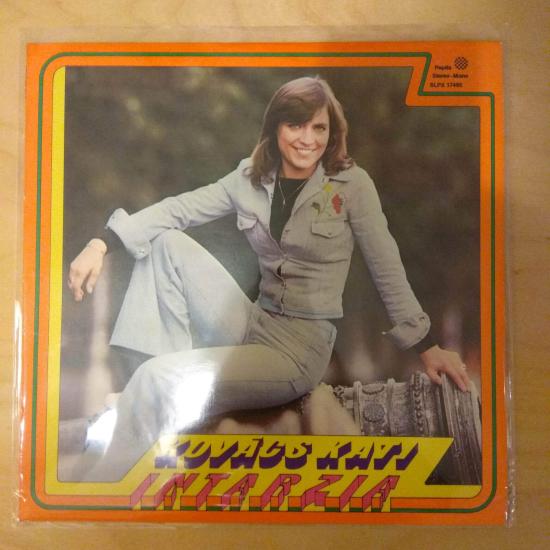 Pepita
Stereo-Mono
SLPX 17495
KOVÁCS KATI
INTARZIA